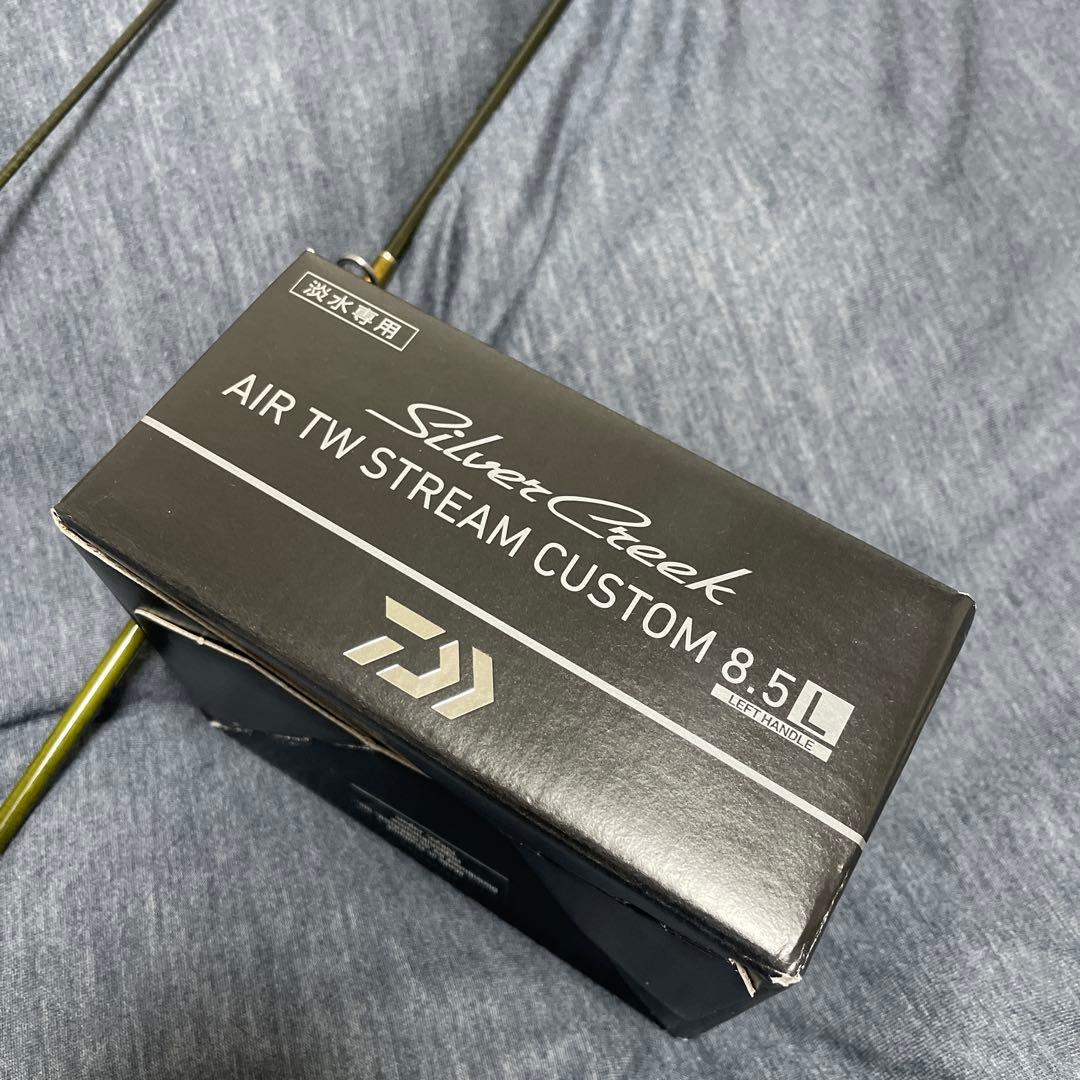 淡水専用
Silver Creek
AIR TW STREAM CUSTOM 8.5L
LEFT HANDLE